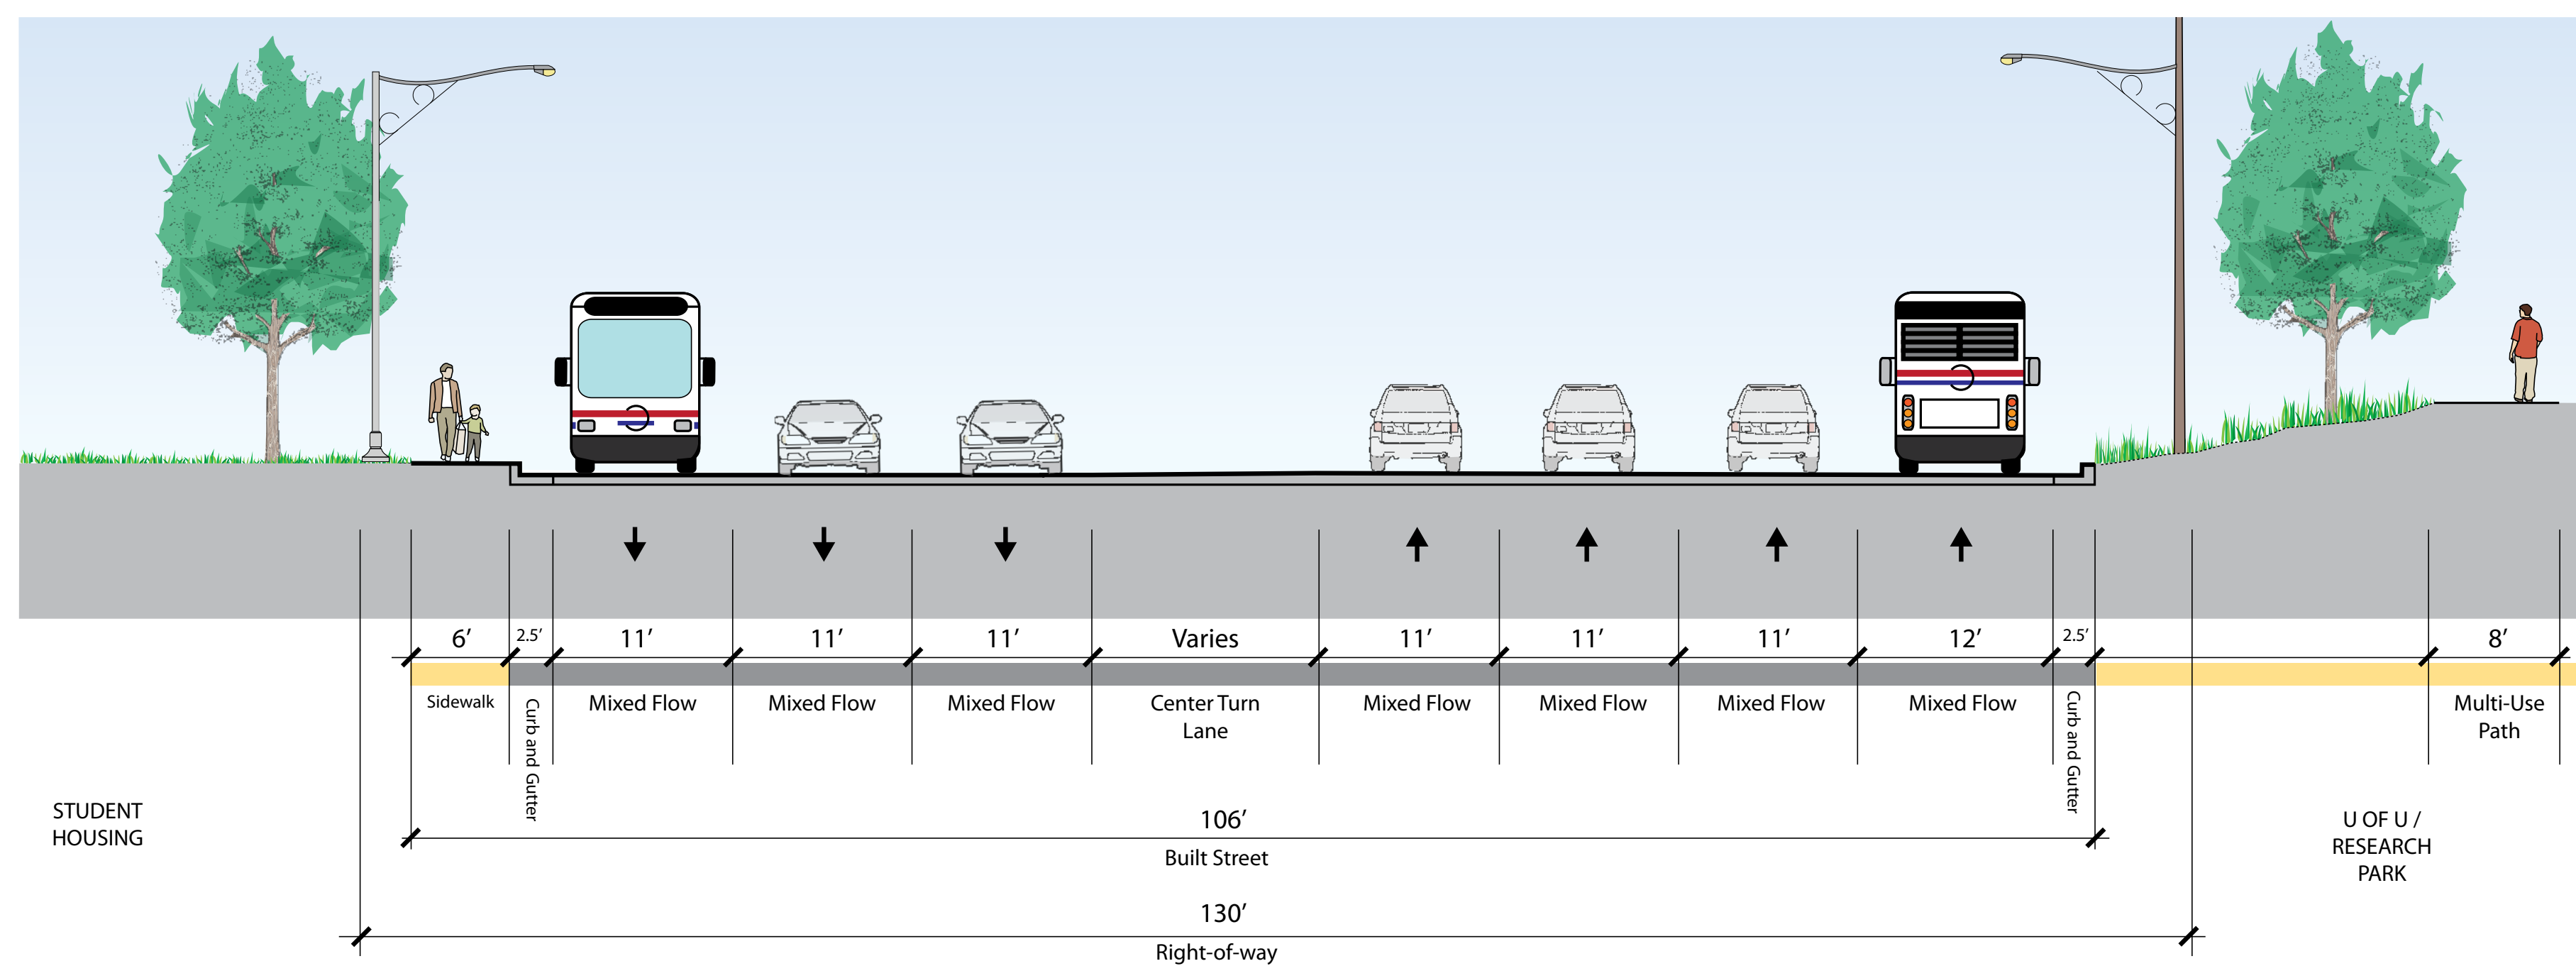 6’
2.5’
11’
11’
11’
Varies
11’
11’
11’
12’
2.5’
8’
Sidewalk
Curb and Gutter
Mixed Flow
Mixed Flow
Mixed Flow
Center Turn
Lane
Mixed Flow
Mixed Flow
Mixed Flow
Mixed Flow
Curb and Gutter
Multi-Use
Path
STUDENT
HOUSING
106’
Built Street
U OF U /
RESEARCH
PARK
130’
Right-of-way